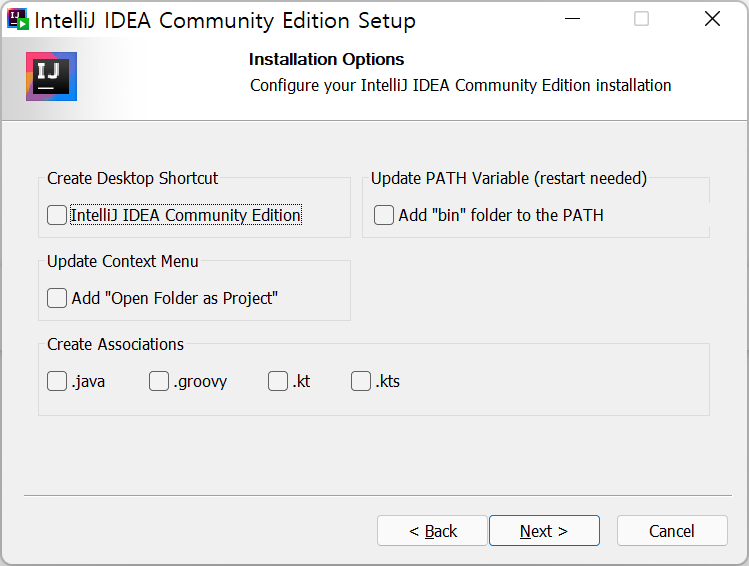 IntelliJ IDEA Community Edition Setup
IJ
Installation Options
Configure your IntelliJ IDEA Community Edition installation
Create Desktop Shortcut
IntelliJ IDEA Community Edition
Update PATH Variable (restart needed)
Add "bin" folder to the PATH
Update Context Menu
Add "Open Folder as Project"
Create Associations
.java .groovy .kt .kts
< Back Next > Cancel